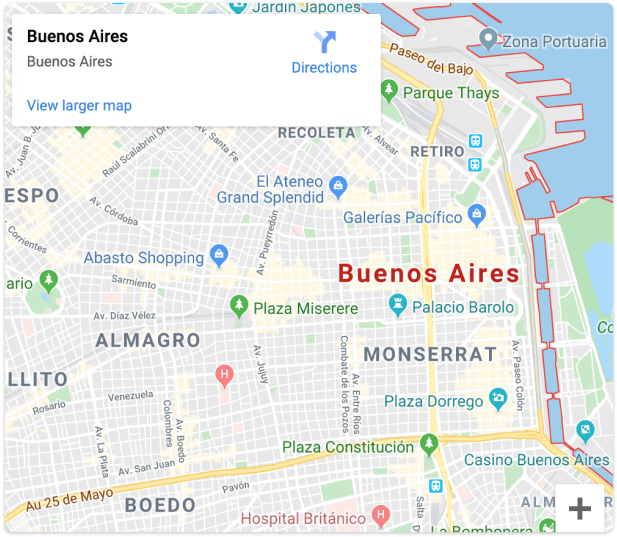 Jardín Japonés
Buenos Aires
Buenos Aires
Directions
View larger map
Zona Portuaria
Paseo del Bajo
Parque Thays
RECOLETA
Av. Santa Fe
Av. Alvear
RETIRO
Raúl Scalabrini Ortiz
Av. Juan B. Ju
ESPO
El Ateneo
Grand Splendid
Av. Córdoba
Galerías Pacífico
Av. Pueyrredón
Corrientes
Abasto Shopping
Buenos Aires
Sarmiento
ario
Plaza Miserere
Palacio Barolo
Av. Díaz Vélez
ALMAGRO
MONSERRAT
Av. Jujuy
Combate de los Pozos
Av. Entre Ríos
Av. Paseo Colón
LLITO
H
Venezuela
Rosario
Colombres
Av. Boedo
Plaza Dorrego
Av. La Plata
Plaza Constitución
Av. San Juan
Casino Buenos Aires
Pavón
Au 25 de Mayo
BOEDO
Salta
ALM
Hospital Británico
H
La Bombonera
Co